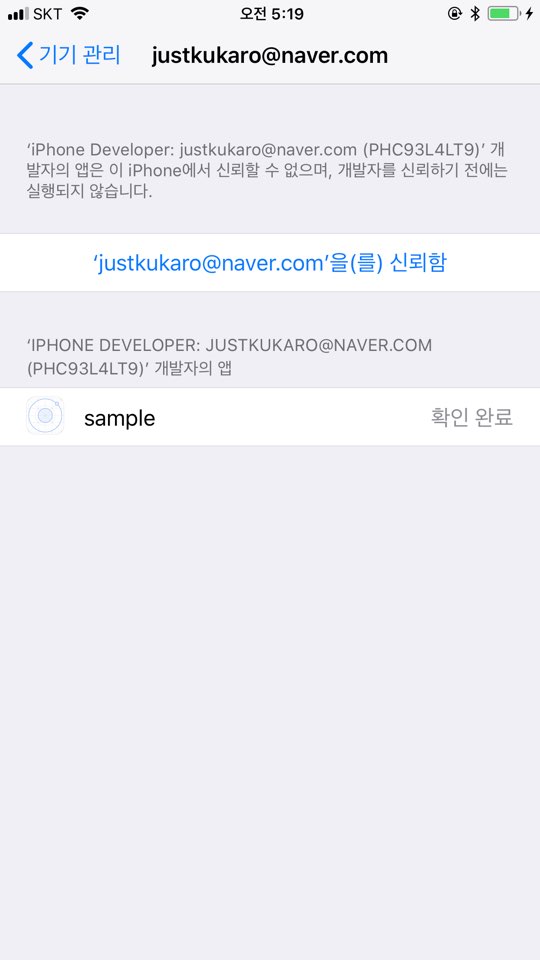 SKT 오전 5:19
기기 관리 justkukaro@naver.com
‘iPhone Developer: justkukaro@naver.com (PHC93L4LT9)’ 개
발자의 앱은 이 iPhone에서 신뢰할 수 없으며, 개발자를 신뢰하기 전에는
실행되지 않습니다.
‘justkukaro@naver.com’을(를) 신뢰함
‘IPHONE DEVELOPER: JUSTKUKARO@NAVER.COM
(PHC93L4LT9)’ 개발자의 앱
sample 확인 완료